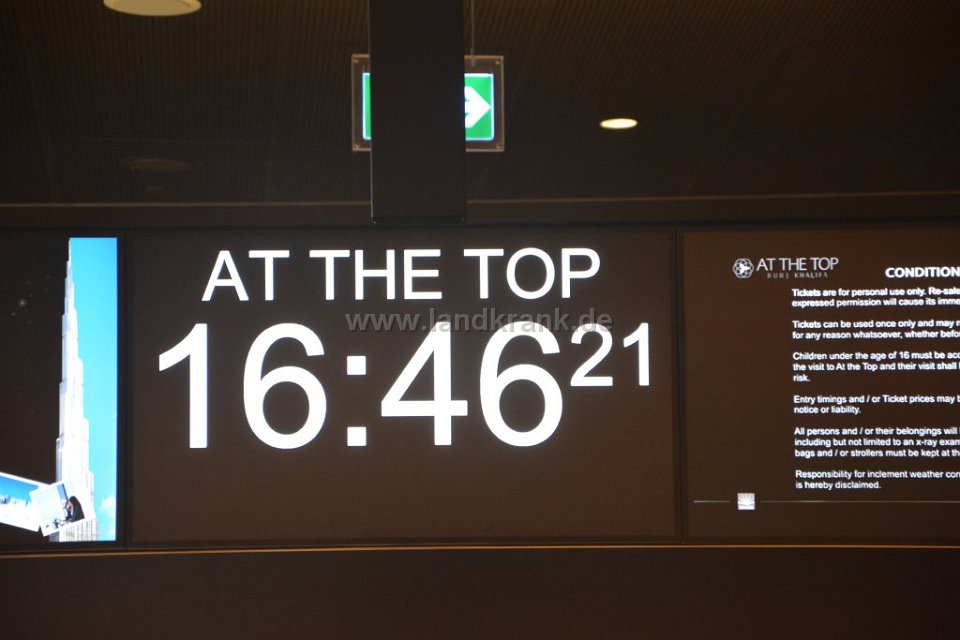 AT THE TOP
16:46 21
www.landkrank.de
AT THE TOP
BURJ KHALIFA
CONDITION
Tickets are for personal use only. Re-sale
expressed permission will cause its imme
Tickets can be used once only and may n
for any reason whatsoever, whether befo
Children under the age of 16 must be acc
the visit to At the Top and their visit shall
risk.
Entry timings and / or Ticket prices may b
notice or liability.
All persons and / or their belongings will
including but not limited to an x-ray exam
bags and / or strollers must be kept at the
Responsibility for inclement weather con
is hereby disclaimed.